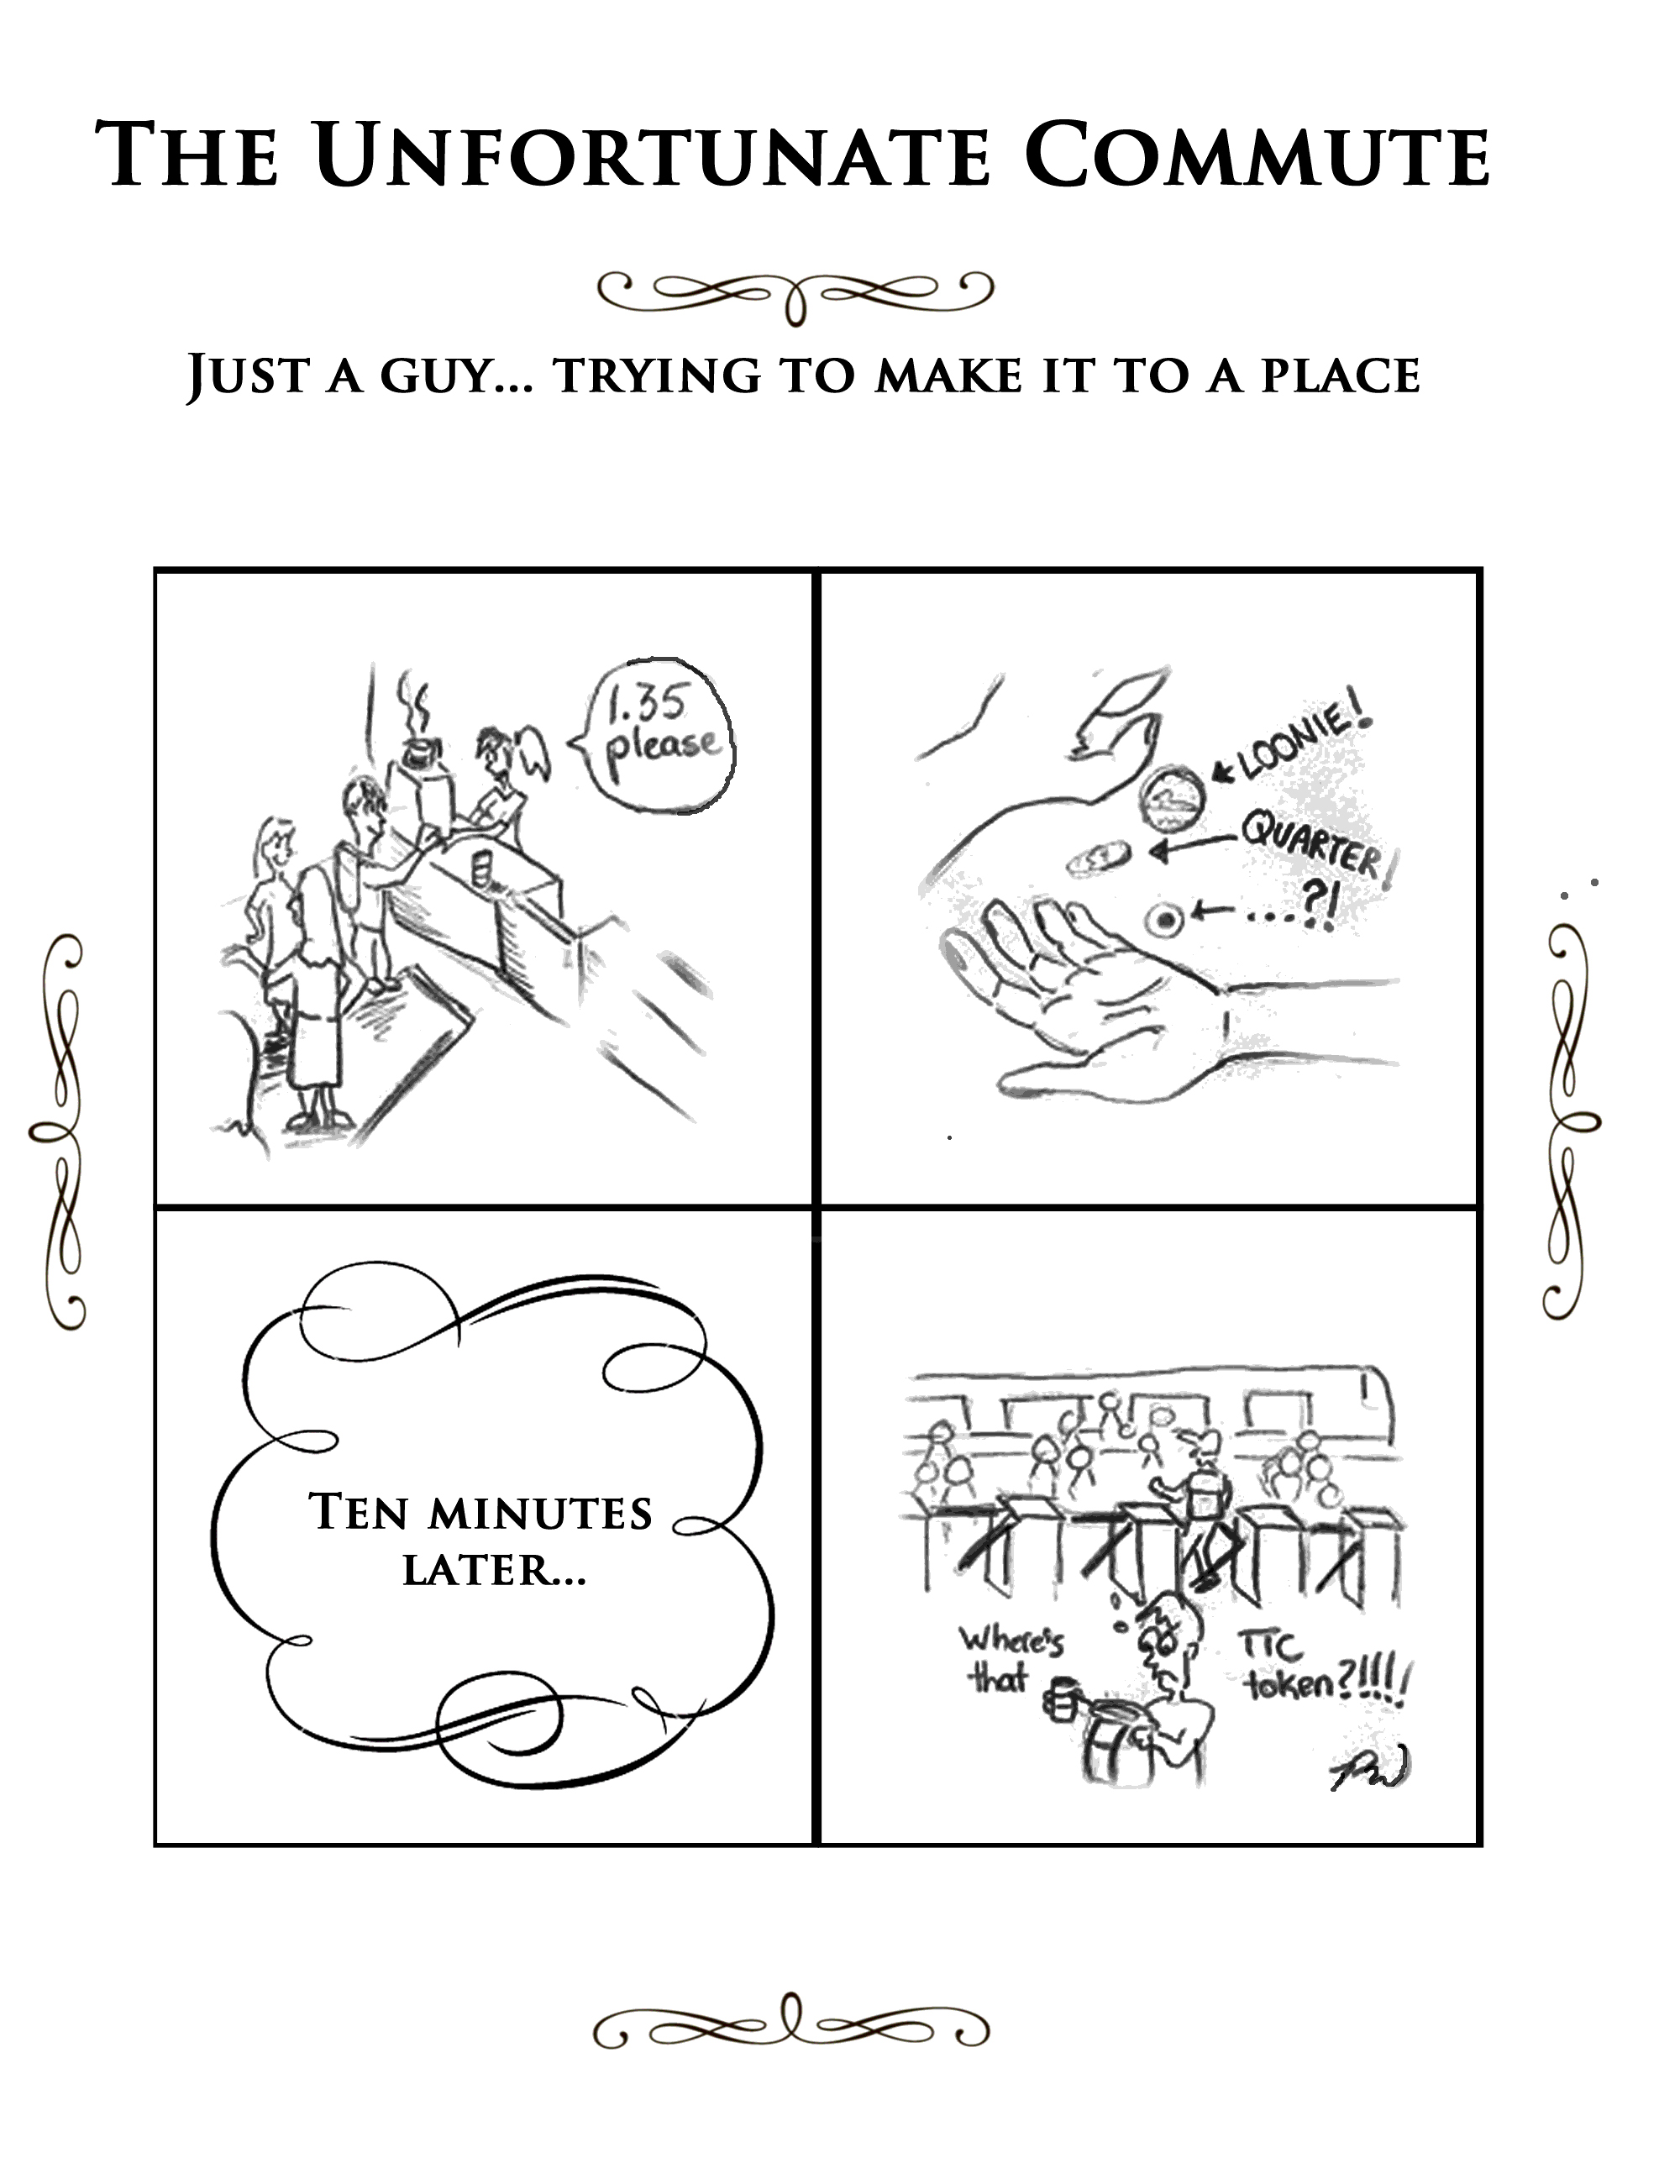 THE UNFORTUNATE COMMUTE
JUST A GUY... TRYING TO MAKE IT TO A PLACE
1.35
please
LOONIE!
QUARTER!
...?!
TEN MINUTES
LATER...
Where's
that
TTC
token?!!!!